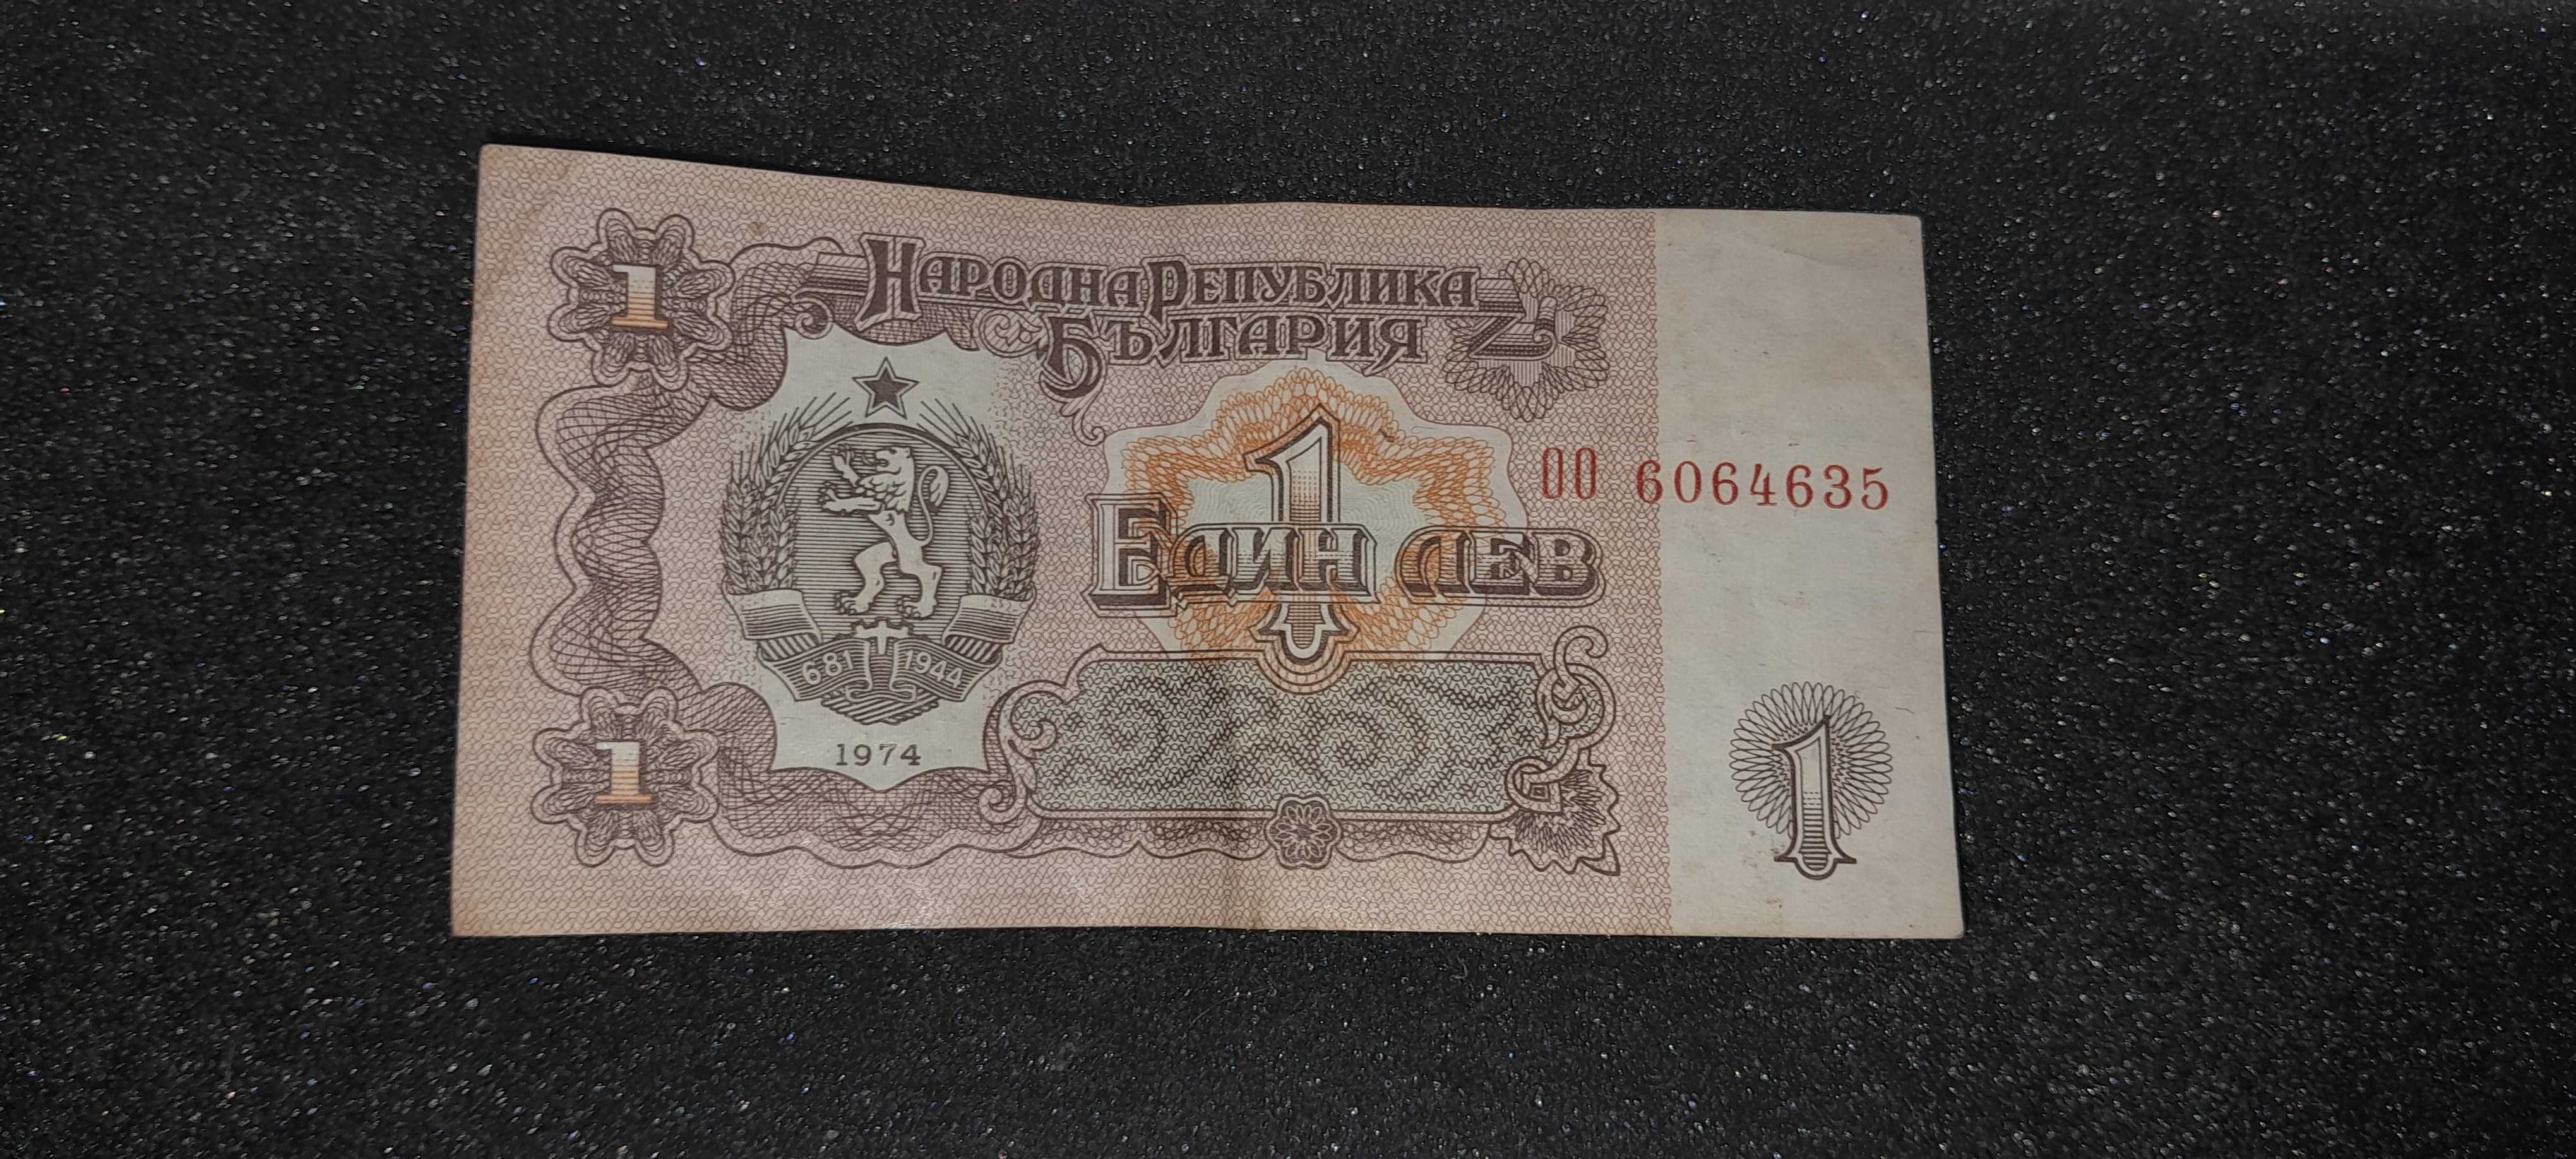 1
НАРОДНА РЕПУБЛИКА
БЪЛГАРИЯ
1
ОО 6064635
ЕДИН ЛЕВ
681 1944
1974
1
1